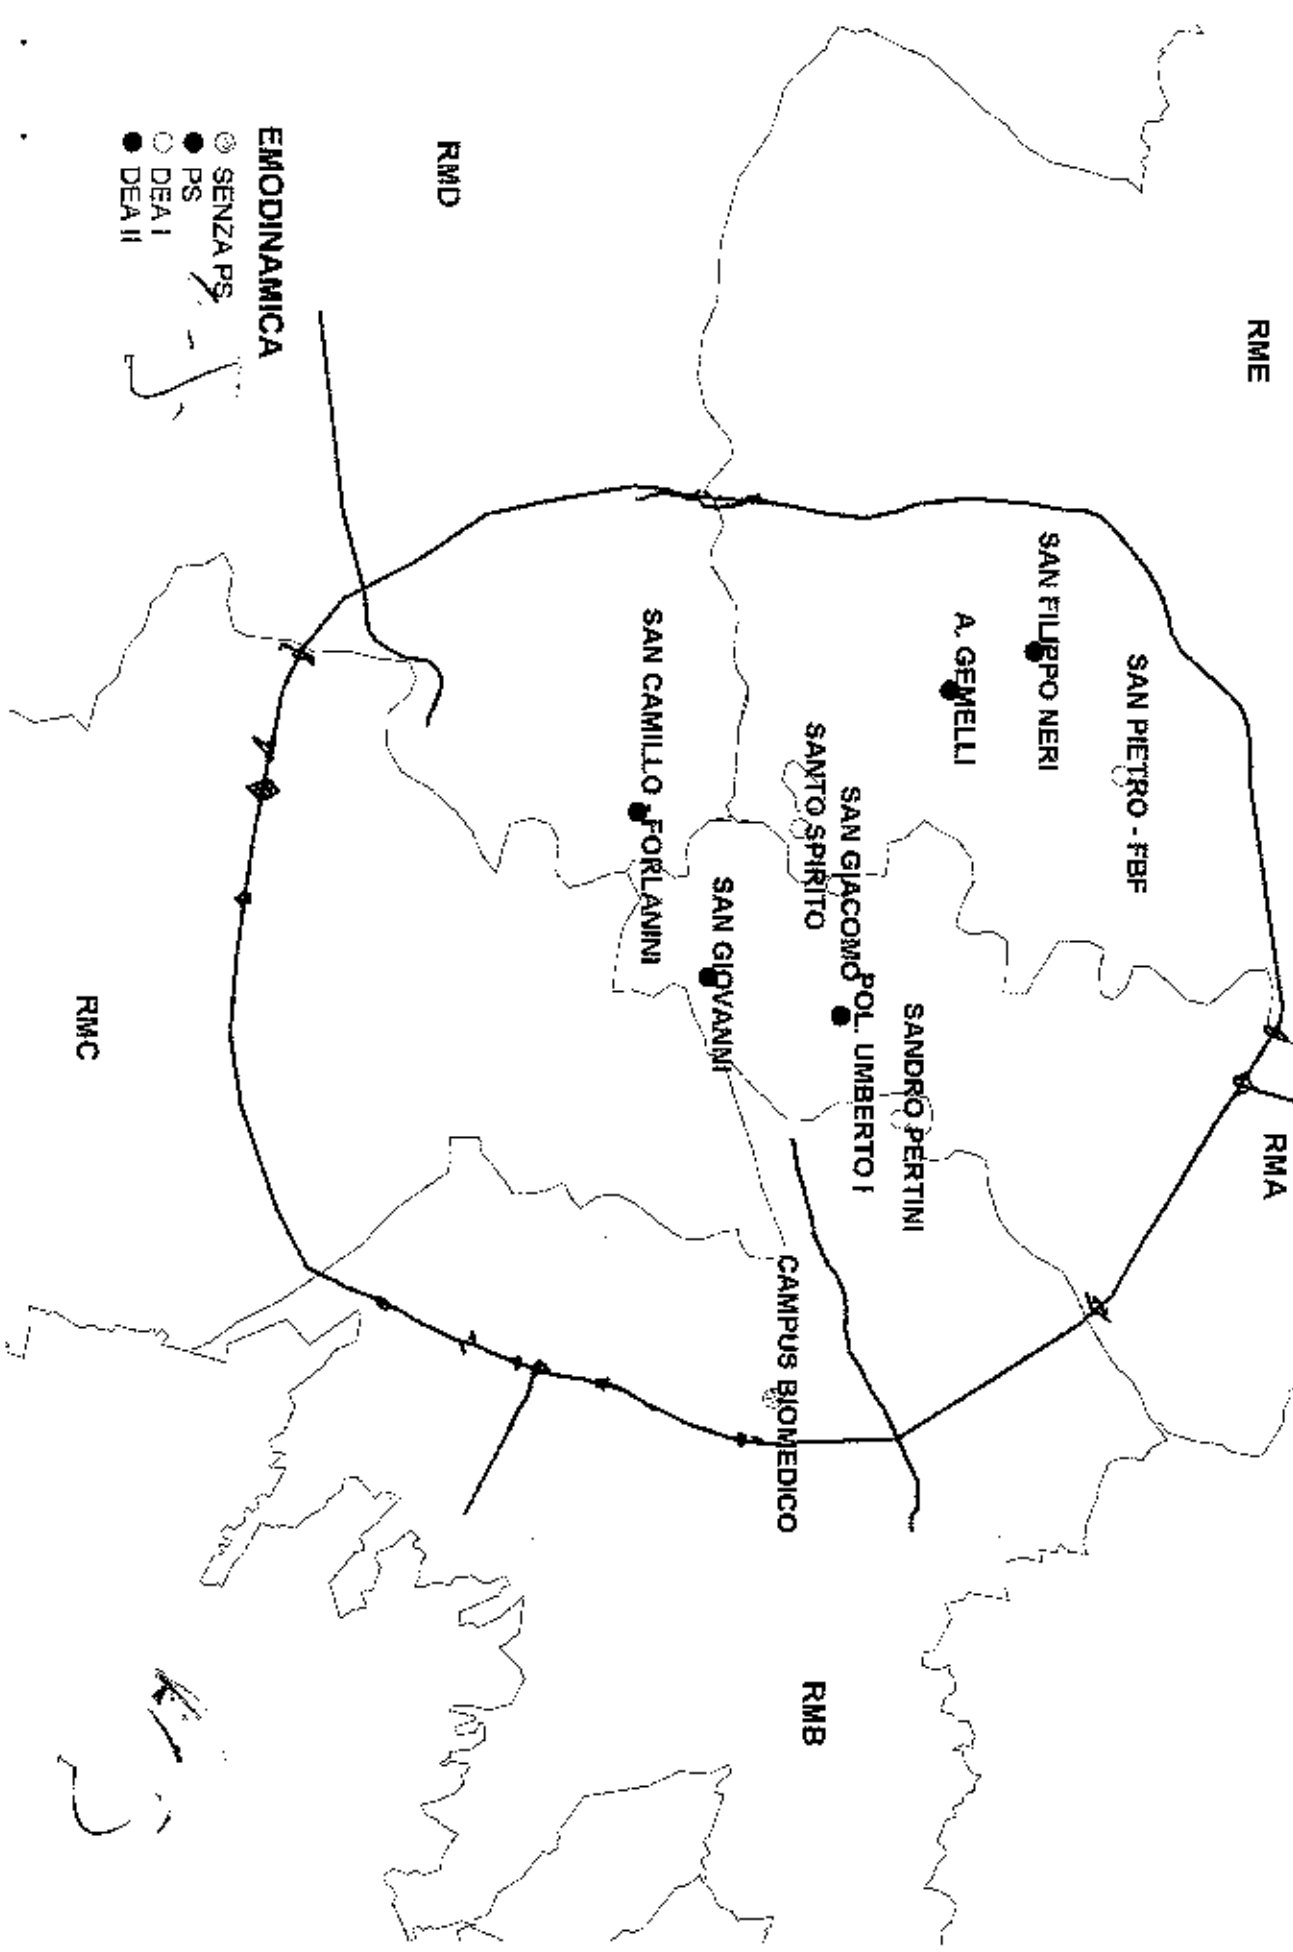 RME
RMA
SAN PIETRO - FBF
SAN FILIPPO NERI
A. GEMELLI
SANDRO PERTINI
SAN GIACOMO
POL. UMBERTO I
SANTO SPIRITO
CAMPUS BIOMEDICO
RMB
SAN GIOVANNI
SAN CAMILLO - FORLANINI
RMD
RMC
EMODINAMICA
SENZA PS
PS
DEA I
DEA II